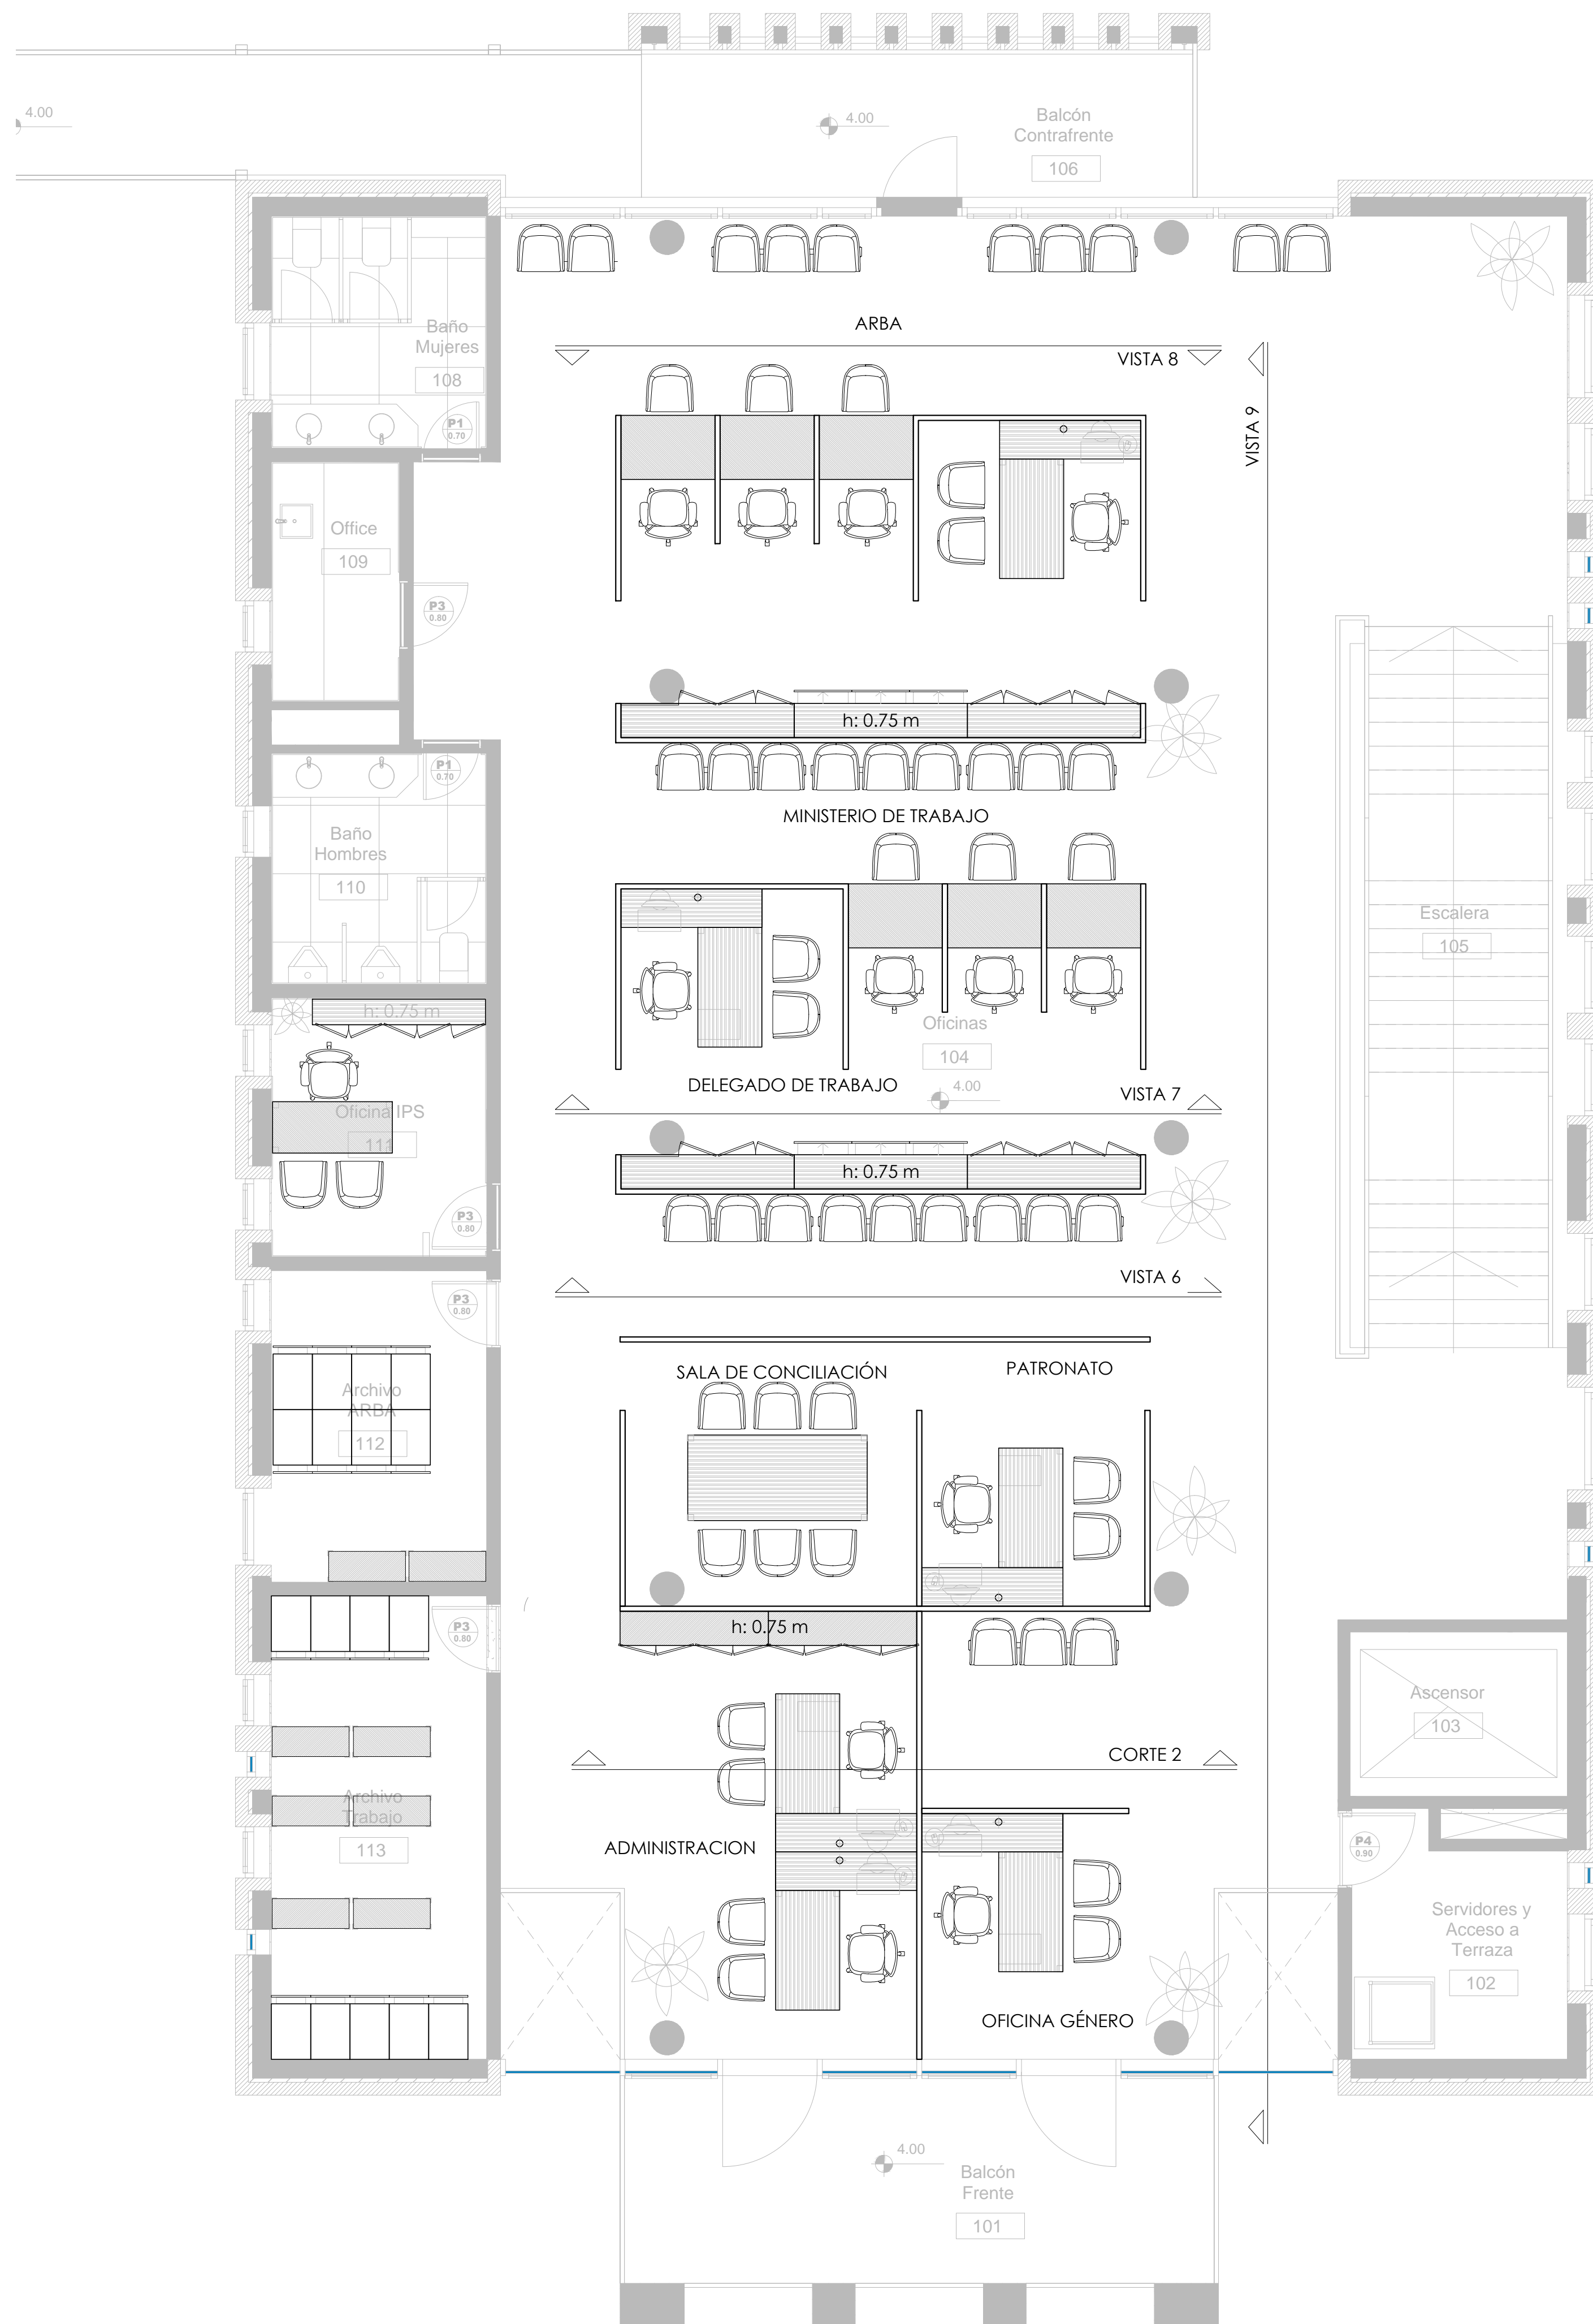 4.00
4.00
Balcón
Contrafrente
106
ARBA
VISTA 8
VISTA 9
Baño
Mujeres
108
P1
0.70
Office
109
P3
0.80
h: 0.75 m
P1
0.70
MINISTERIO DE TRABAJO
Baño
Hombres
110
Escalera
105
h: 0.75 m
Oficinas
104
4.00
DELEGADO DE TRABAJO
VISTA 7
Oficina IPS
111
h: 0.75 m
P3
0.80
VISTA 6
P3
0.80
SALA DE CONCILIACIÓN
PATRONATO
Archivo
ARBA
112
h: 0.75 m
P3
0.80
Ascensor
103
CORTE 2
Archivo
Trabajo
113
ADMINISTRACION
P4
0.90
Servidores y
Acceso a
Terraza
102
OFICINA GÉNERO
4.00
Balcón
Frente
101